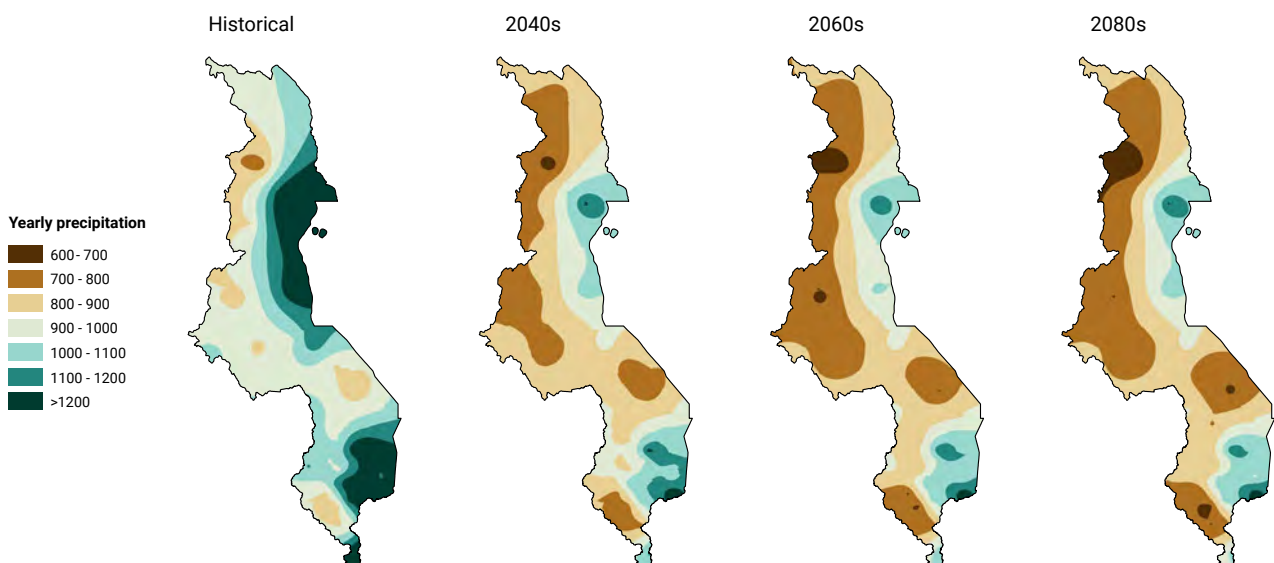 Historical
2040s
2060s
2080s
Yearly precipitation
600 - 700
700 - 800
800 - 900
900 - 1000
1000 - 1100
1100 - 1200
>1200